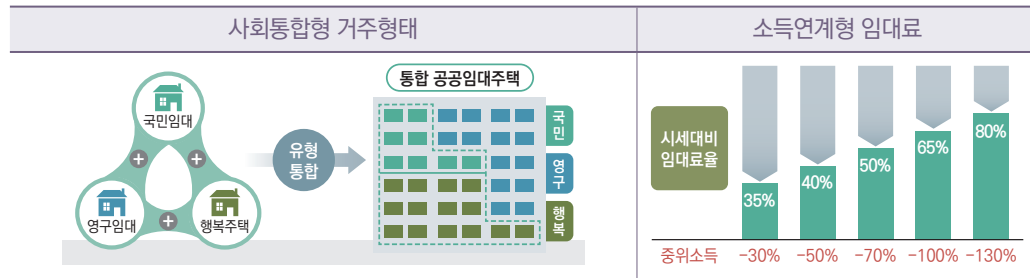 사회통합형 거주형태
소득연계형 임대료
국민임대
영구임대
행복주택
유형
통합
통합 공공임대주택
국민
영구
행복
시세대비
임대료율
35%
40%
50%
65%
80%
중위소득 -30% -50% -70% -100% -130%